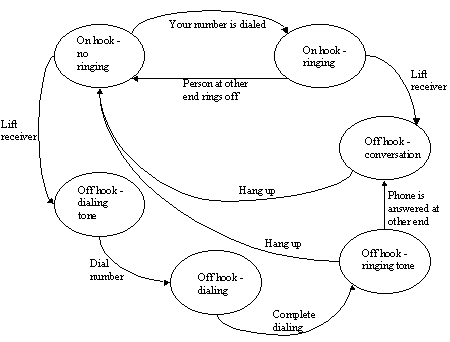 Your number is dialed
On hook -
no
ringing
On hook -
ringing
Person at other
end rings off
Lift
receiver
Lift
receiver
Off hook -
conversation
Off hook -
dialing
tone
Hang up
Phone is
answered at
other end
Hang up
Off hook -
ringing tone
Dial
number
Off hook -
dialing
Complete
dialing